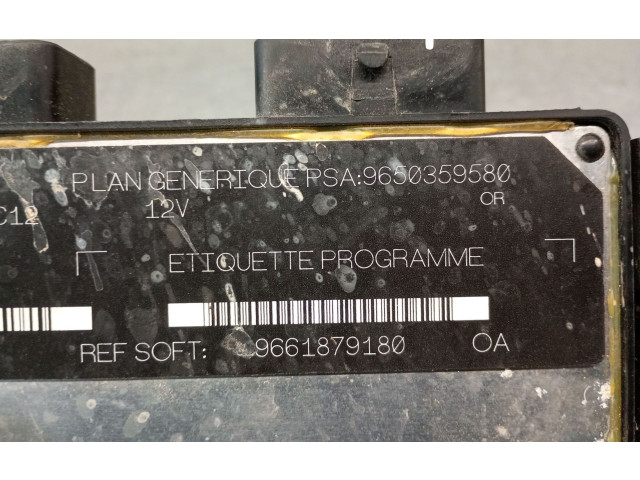 PLAN GENERIQUE PSA:9650359580
C12 12V OR
ETIQUETTE PROGRAMME
REF SOFT: 9661879180 OA